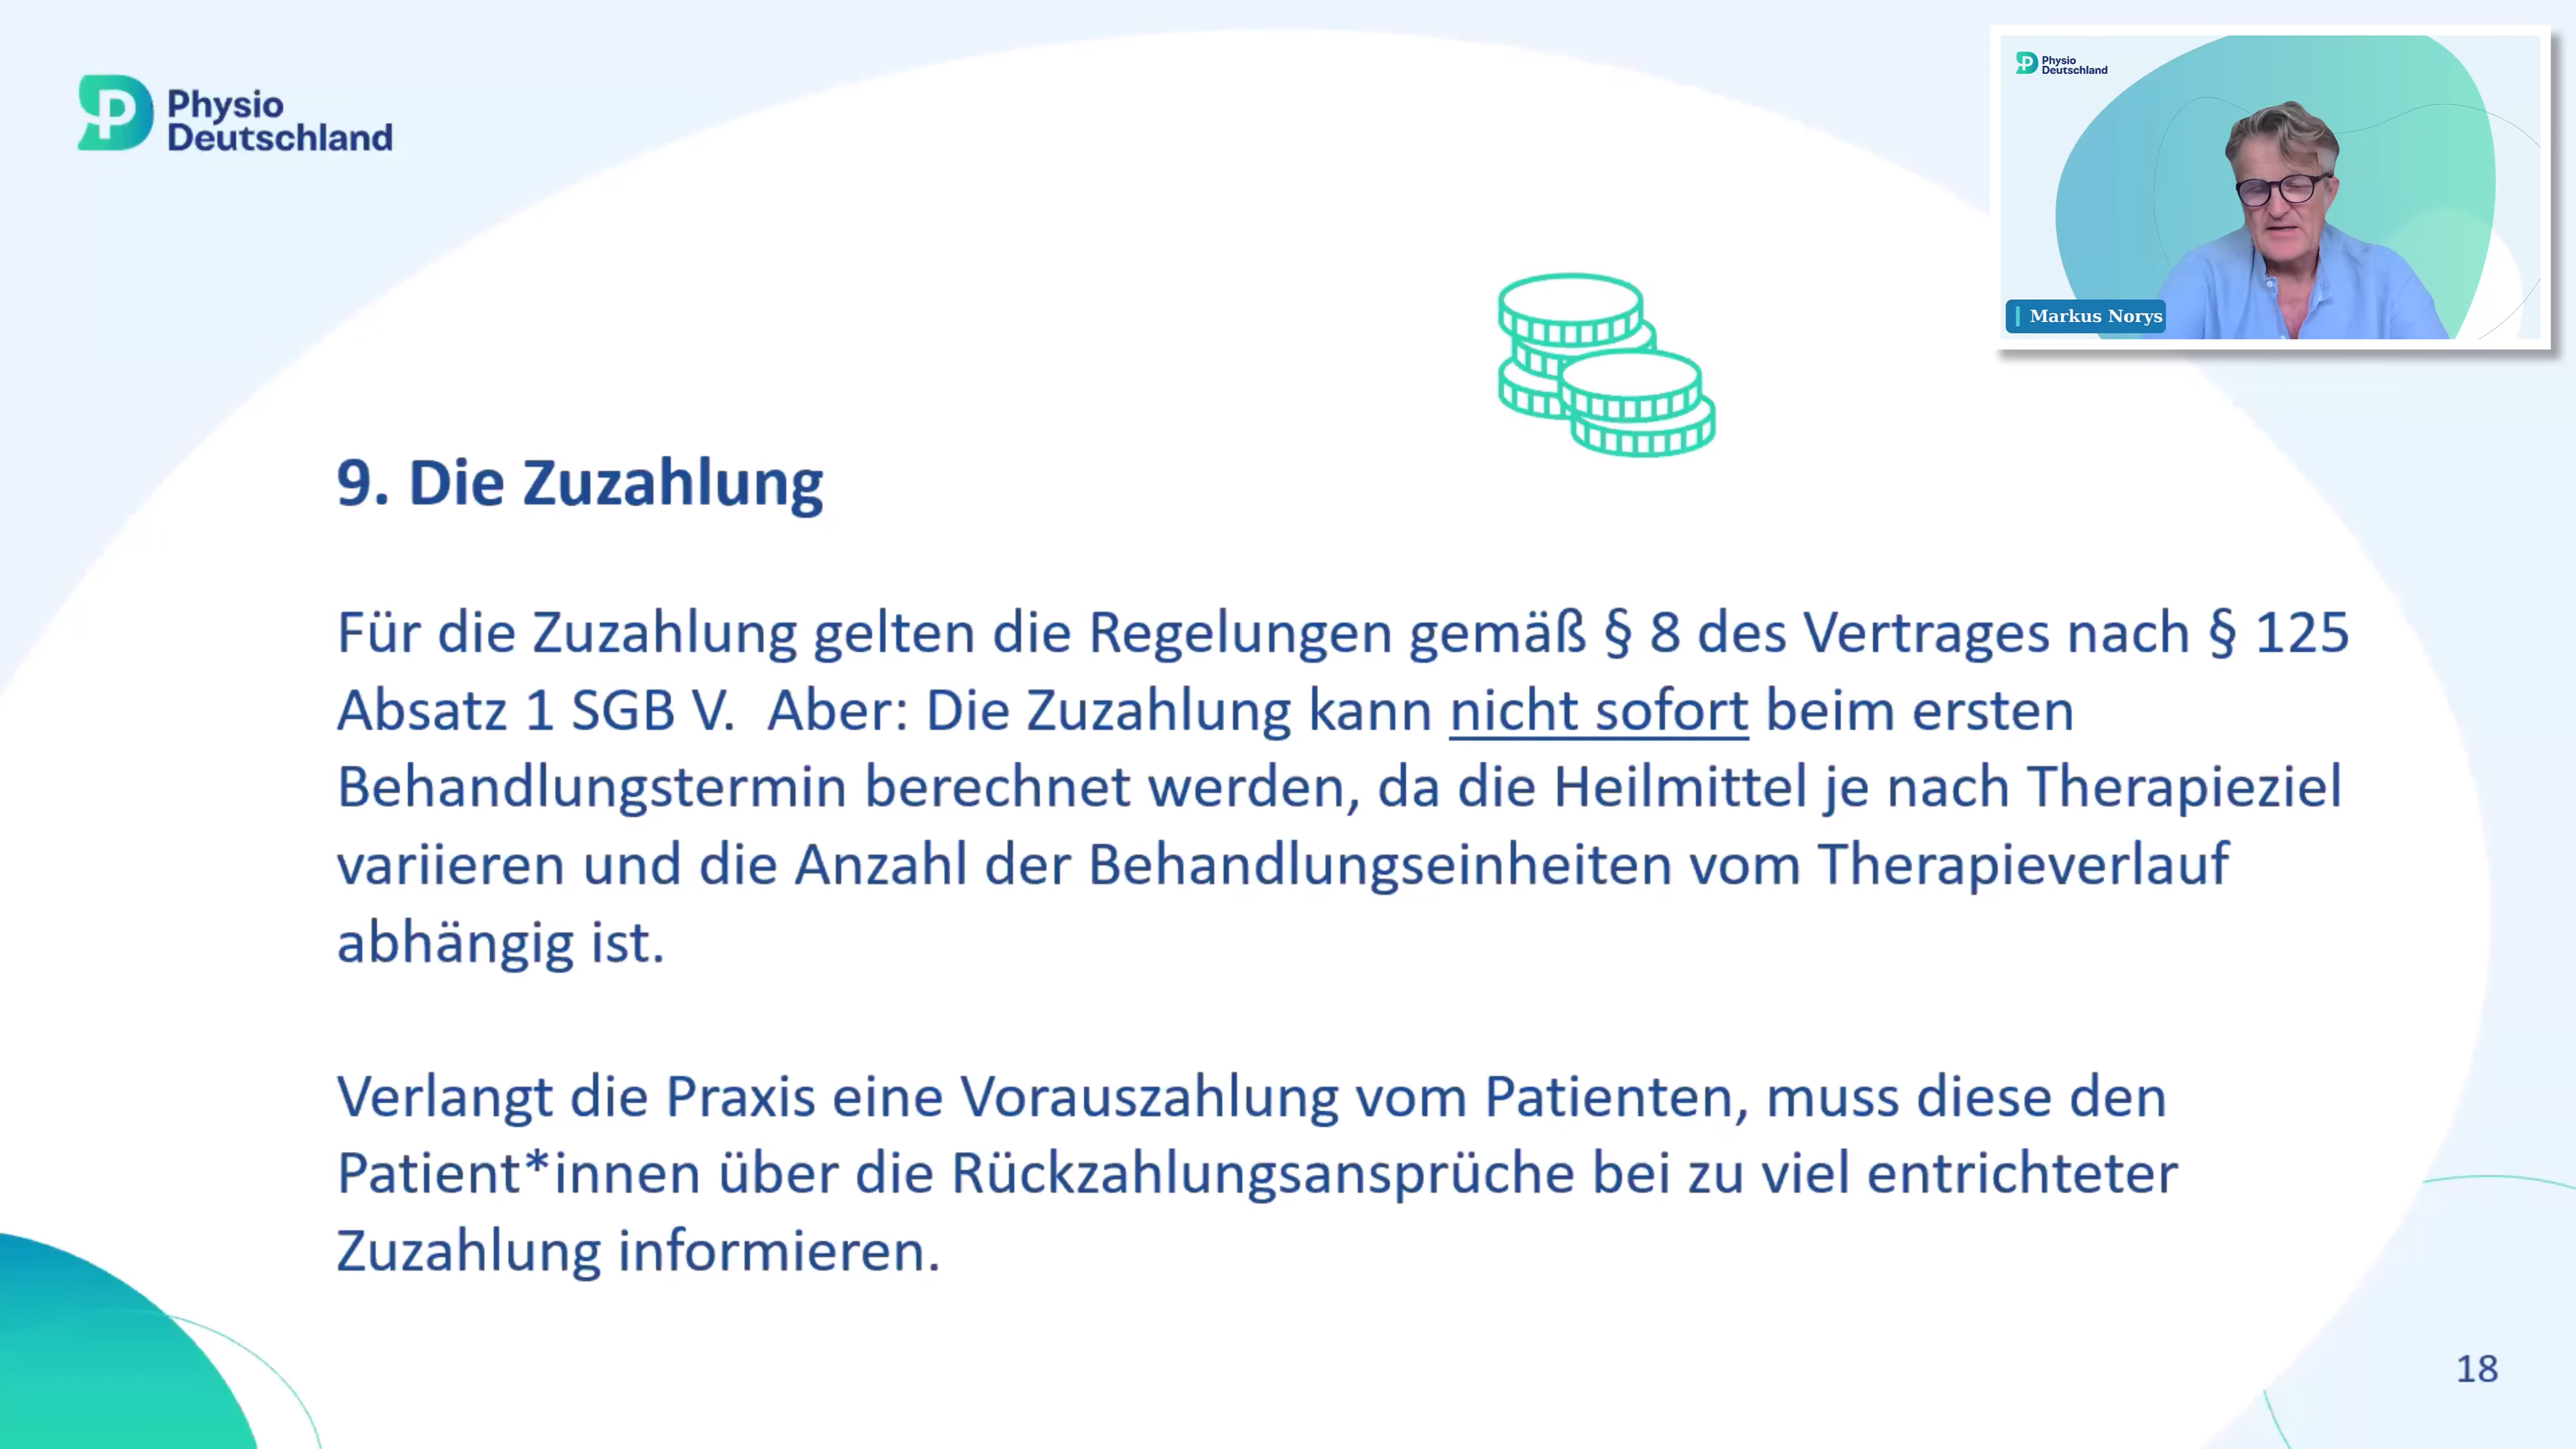 Physio
Deutschland
Physio
Deutschland
Markus Norys
9. Die Zuzahlung
Für die Zuzahlung gelten die Regelungen gemäß § 8 des Vertrages nach § 125
Absatz 1 SGB V.  Aber: Die Zuzahlung kann nicht sofort beim ersten
Behandlungstermin berechnet werden, da die Heilmittel je nach Therapieziel
variieren und die Anzahl der Behandlungseinheiten vom Therapieverlauf
abhängig ist.
Verlangt die Praxis eine Vorauszahlung vom Patienten, muss diese den
Patient*innen über die Rückzahlungsansprüche bei zu viel entrichteter
Zuzahlung informieren.
18